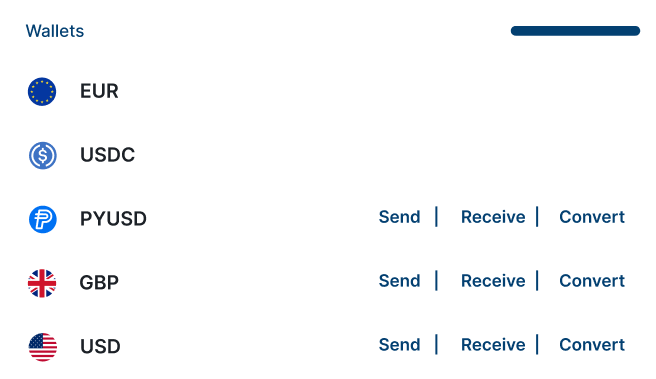 Wallets
EUR
USDC
PYUSD Send | Receive | Convert
GBP Send | Receive | Convert
USD Send | Receive | Convert